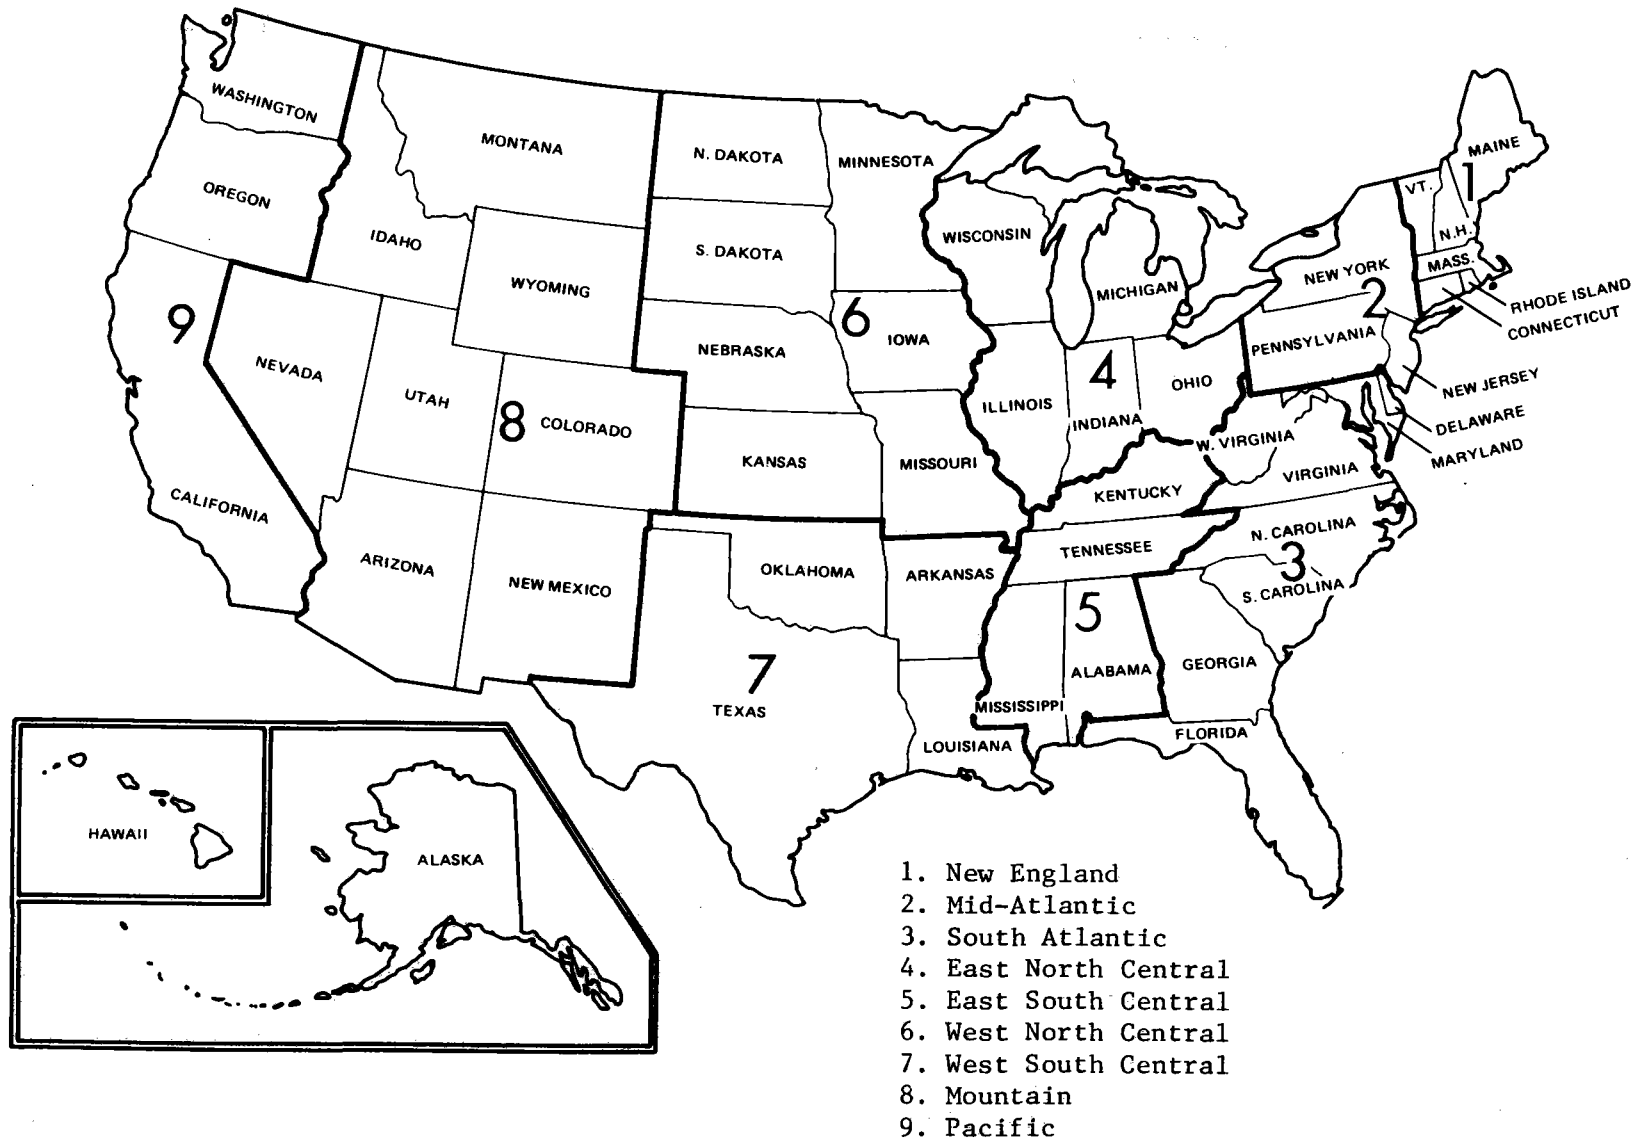 WASHINGTON
MONTANA
N. DAKOTA
MINNESOTA
MAINE
1
VT.
OREGON
IDAHO
S. DAKOTA
WISCONSIN
N.H.
MASS.
NEW YORK
WYOMING
MICHIGAN
2
RHODE ISLAND
CONNECTICUT
9
6
IOWA
PENNSYLVANIA
NEBRASKA
NEVADA
4
OHIO
NEW JERSEY
UTAH
8
COLORADO
ILLINOIS
INDIANA
DELAWARE
W. VIRGINIA
MARYLAND
KANSAS
MISSOURI
VIRGINIA
CALIFORNIA
KENTUCKY
N. CAROLINA
TENNESSEE
ARIZONA
NEW MEXICO
OKLAHOMA
ARKANSAS
3
S. CAROLINA
5
7
TEXAS
ALABAMA
GEORGIA
MISSISSIPPI
LOUISIANA
FLORIDA
HAWAII
ALASKA
1. New England
2. Mid-Atlantic
3. South Atlantic
4. East North Central
5. East South Central
6. West North Central
7. West South Central
8. Mountain
9. Pacific